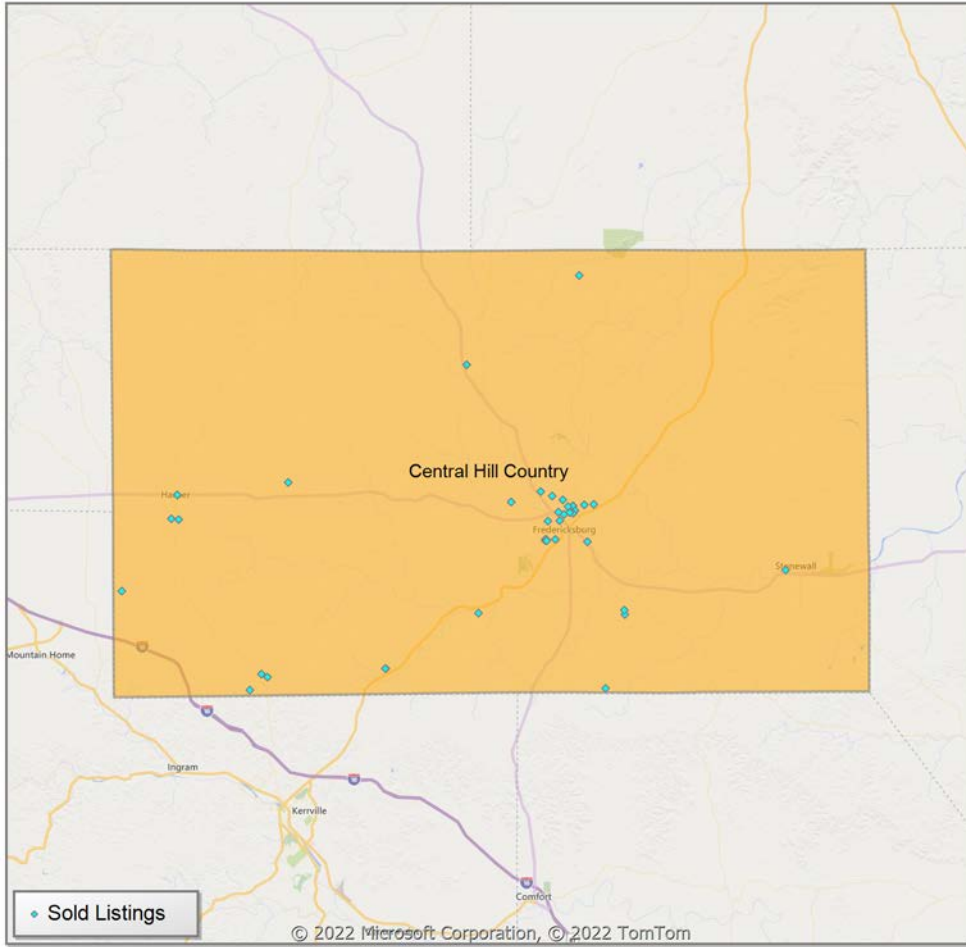 Central Hill Country
Harper
Fredericksburg
Stonewall
Mountain Home
Ingram
Kerrville
Comfort
Sold Listings
© 2022 Microsoft Corporation, © 2022 TomTom